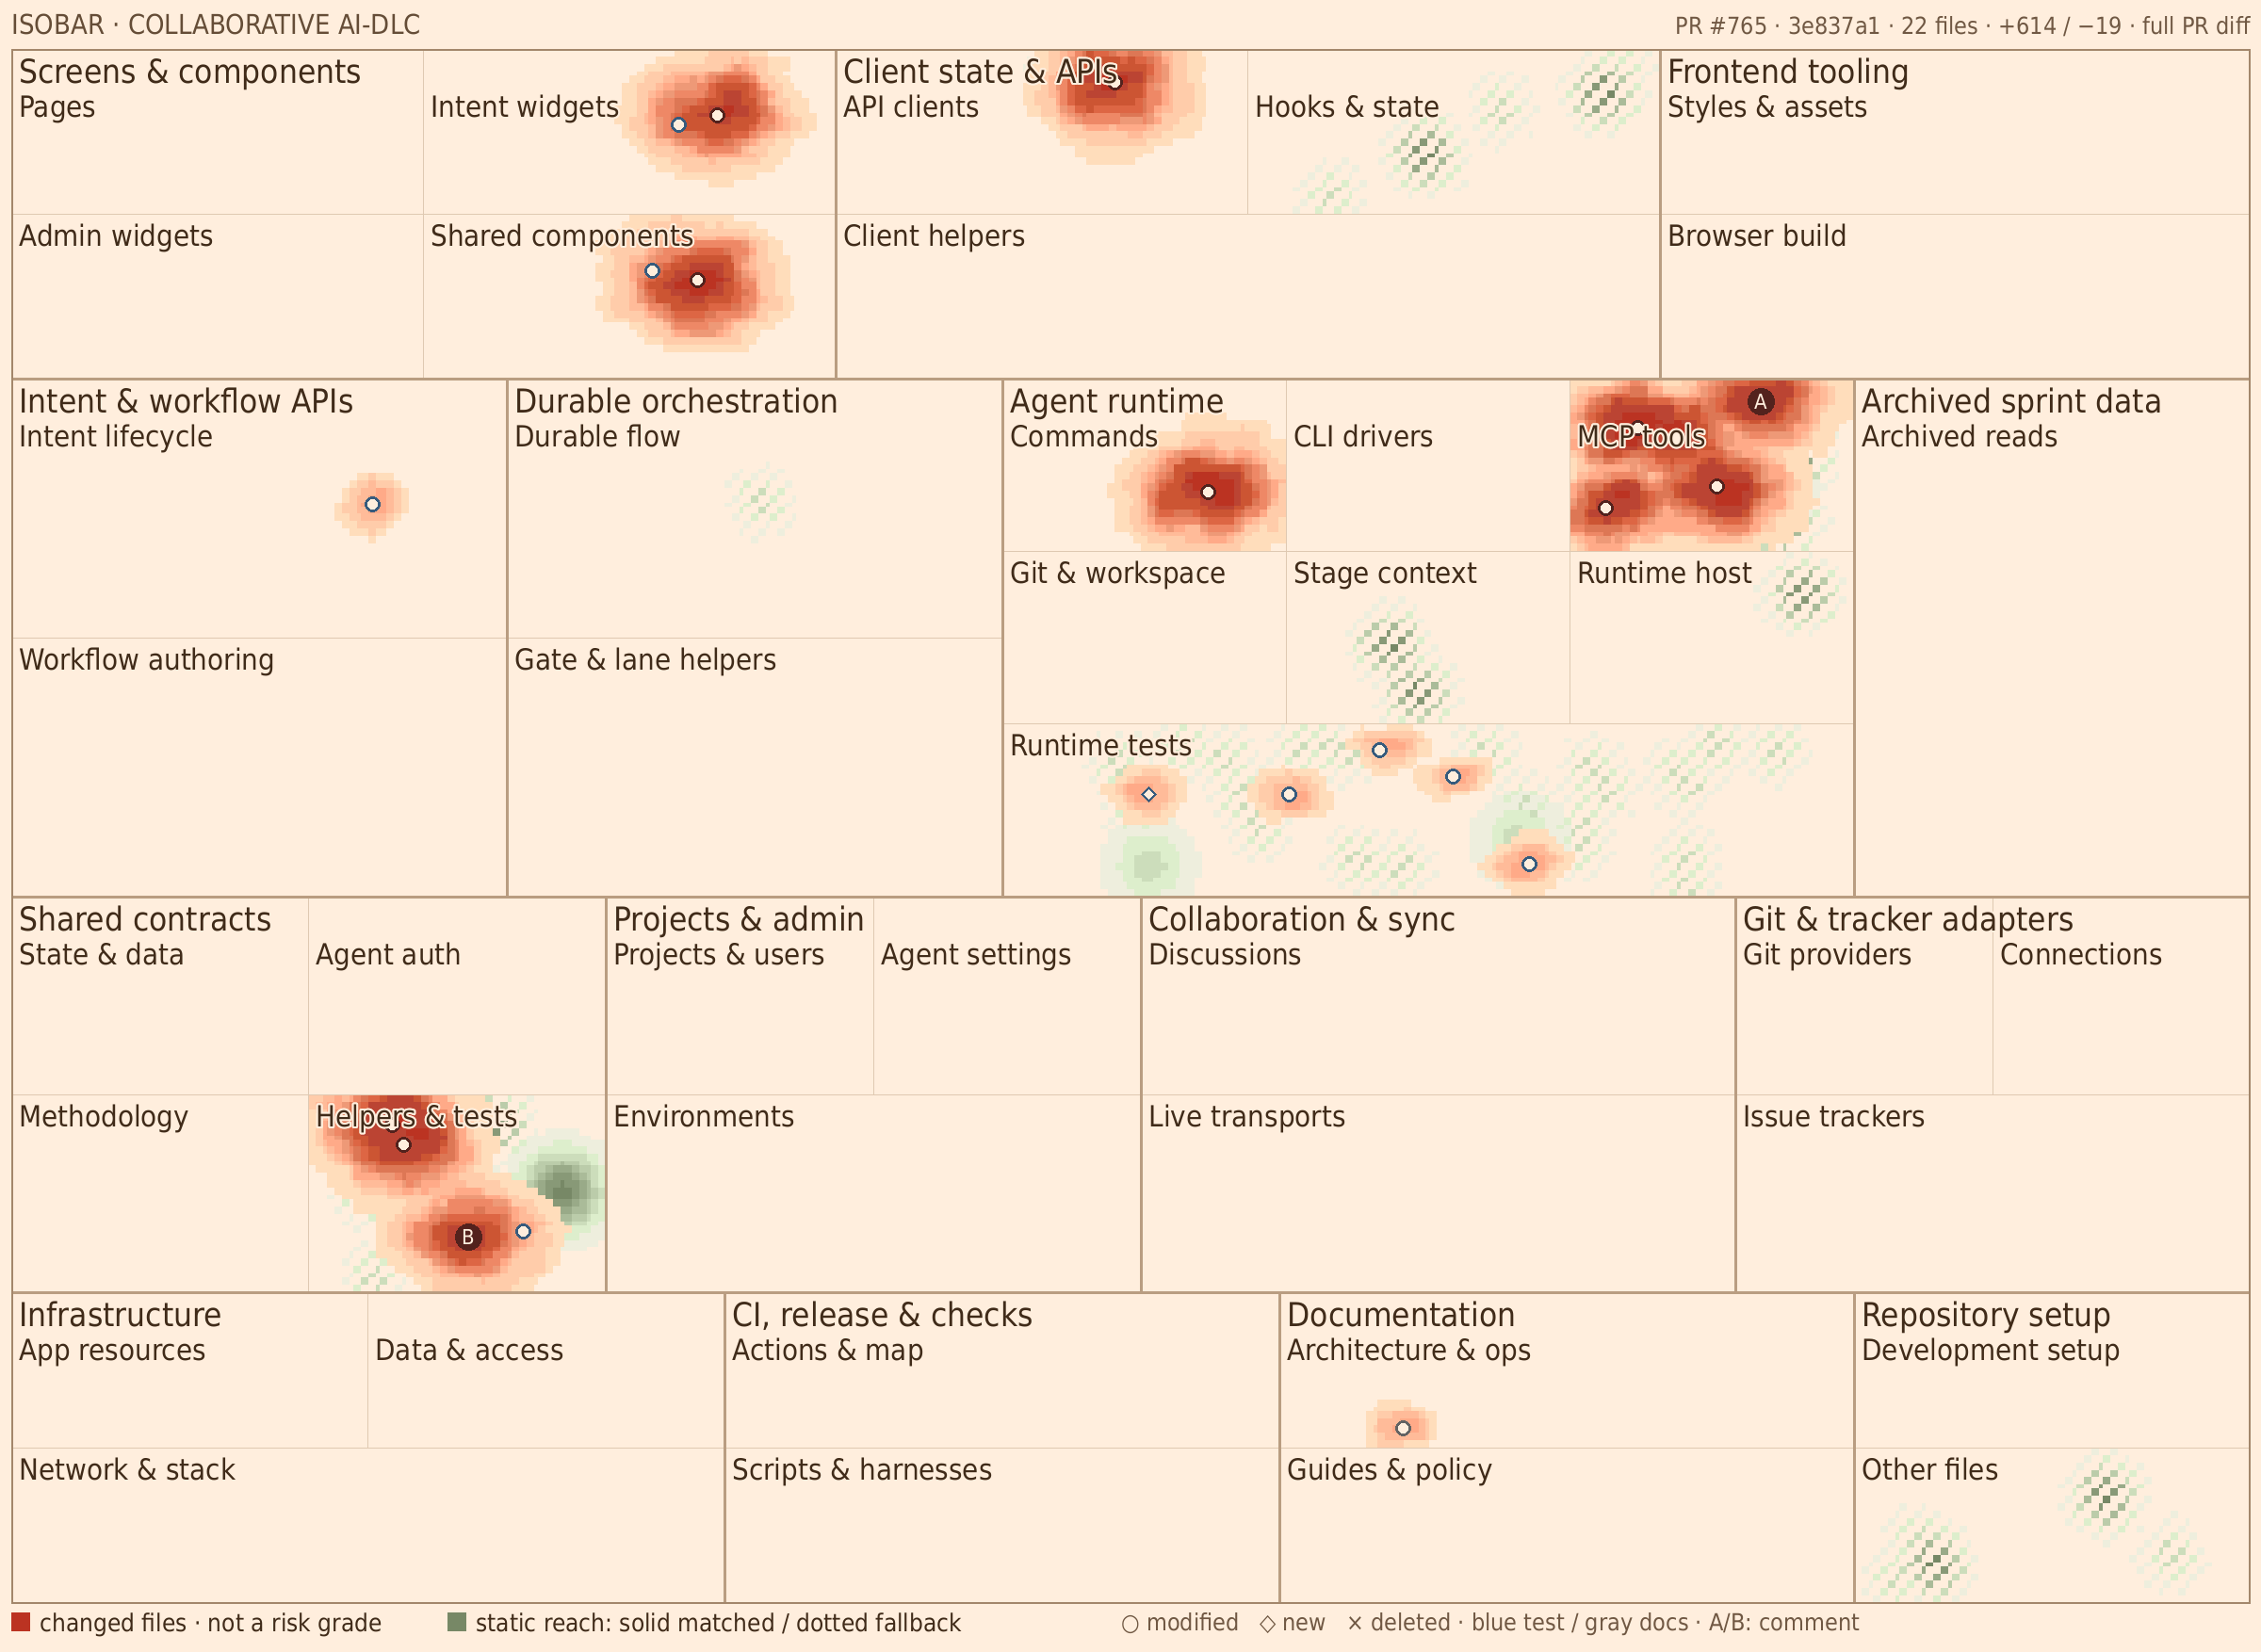 ISOBAR · COLLABORATIVE AI-DLC
PR #765 · 3e837a1 · 22 files · +614 / −19 · full PR diff
Screens & components
Pages
Intent widgets
Client state & APIs
API clients
Hooks & state
Frontend tooling
Styles & assets
Admin widgets
Shared components
Client helpers
Browser build
Intent & workflow APIs
Intent lifecycle
Durable orchestration
Durable flow
Agent runtime
Commands
CLI drivers
MCP tools
A
Archived sprint data
Archived reads
Git & workspace
Stage context
Runtime host
Workflow authoring
Gate & lane helpers
Runtime tests
Shared contracts
State & data
Agent auth
Projects & admin
Projects & users
Agent settings
Collaboration & sync
Discussions
Git & tracker adapters
Git providers
Connections
Methodology
Helpers & tests
B
Environments
Live transports
Issue trackers
Infrastructure
App resources
Data & access
CI, release & checks
Actions & map
Documentation
Architecture & ops
Repository setup
Development setup
Network & stack
Scripts & harnesses
Guides & policy
Other files
changed files · not a risk grade
static reach: solid matched / dotted fallback
○ modified ◇ new × deleted · blue test / gray docs · A/B: comment